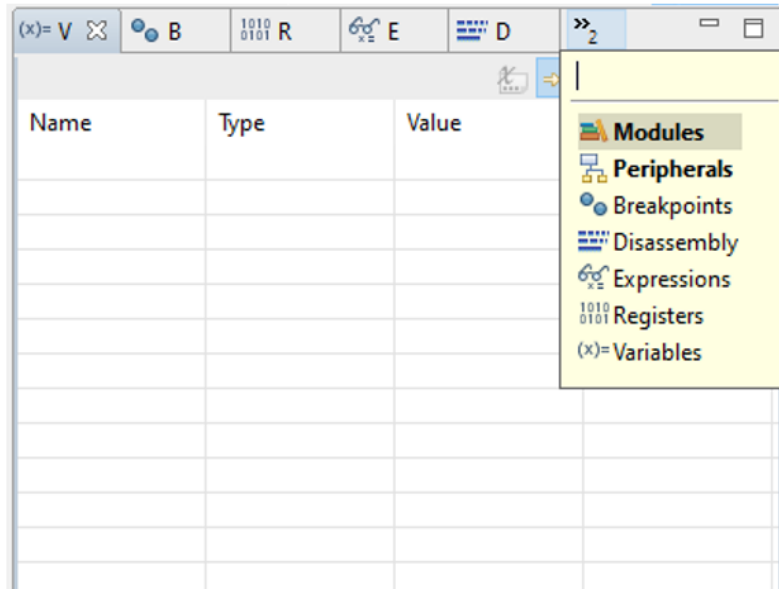 (x)= V B 1010 0101 R E D »2
Name Type Value
Modules
Peripherals
Breakpoints
Disassembly
Expressions
1010 0101 Registers
(x)= Variables